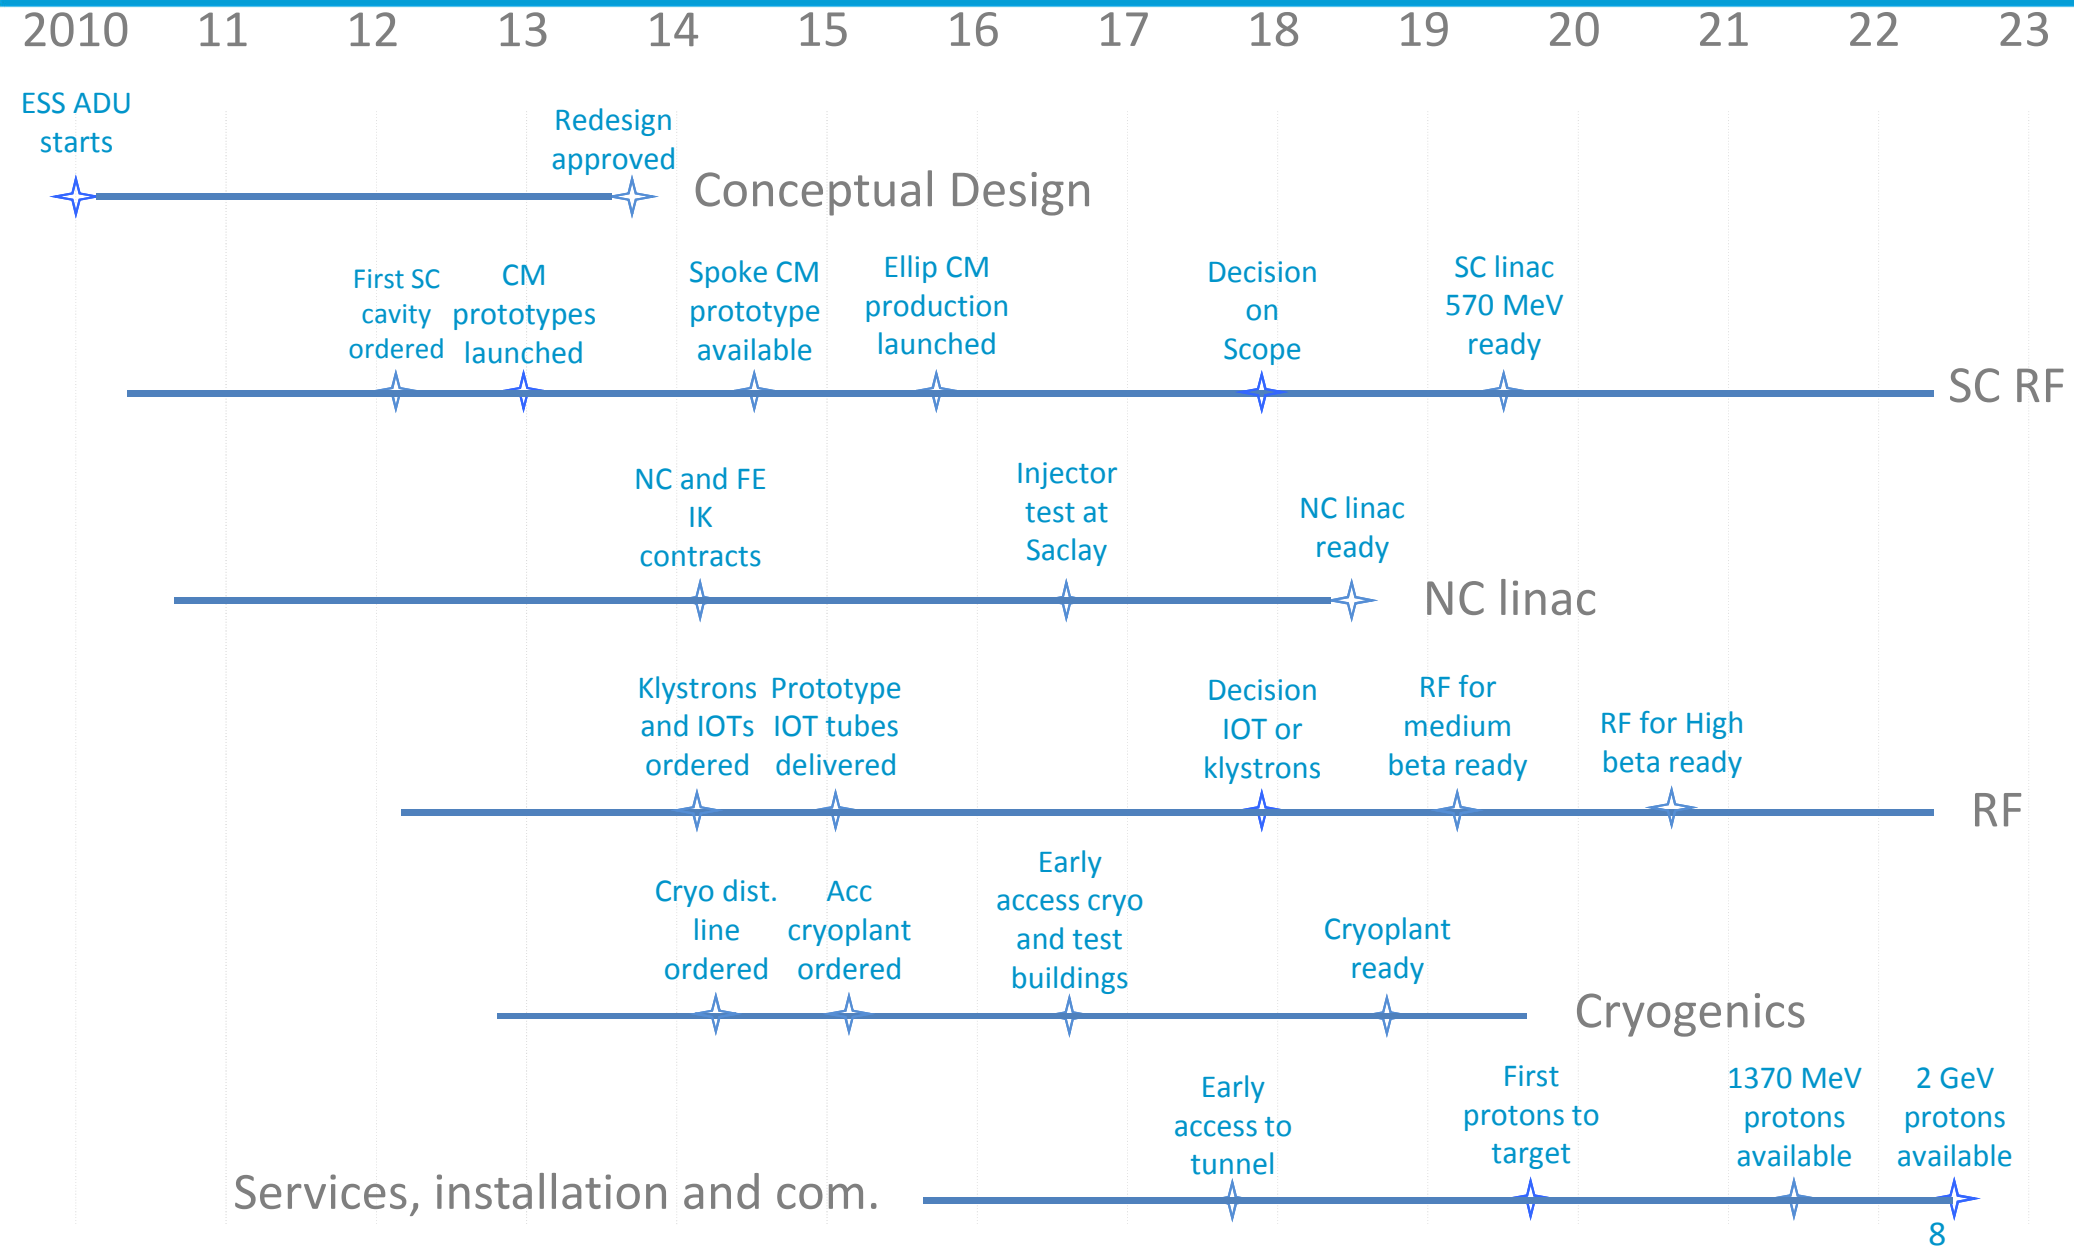 2010 11 12 13 14 15 16 17 18 19 20 21 22 23
ESS ADU
starts
Redesign
approved
Conceptual Design
First SC
cavity
ordered
CM
prototypes
launched
Spoke CM
prototype
available
Ellip CM
production
launched
Decision
on
Scope
SC linac
570 MeV
ready
SC RF
NC and FE
IK
contracts
Injector
test at
Saclay
NC linac
ready
NC linac
Klystrons
and IOTs
ordered
Prototype
IOT tubes
delivered
Decision
IOT or
klystrons
RF for
medium
beta ready
RF for High
beta ready
RF
Cryo dist.
line
ordered
Acc
cryoplant
ordered
Early
access cryo
and test
buildings
Cryoplant
ready
Cryogenics
Early
access to
tunnel
First
protons to
target
1370 MeV
protons
available
2 GeV
protons
available
Services, installation and com.
8